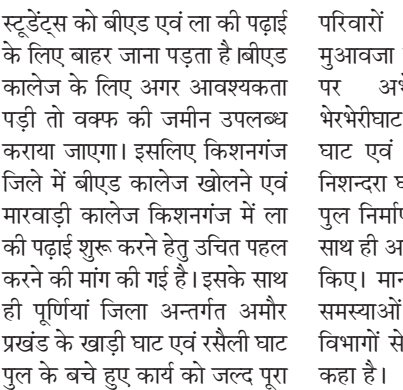 स्टूडेंट्स को बीएड एवं ला की पढ़ाई
के लिए बाहर जाना पड़ता है।बीएड
कालेज के लिए अगर आवश्यकता
पड़ी तो वक्फ की जमीन उपलब्ध
कराया जाएगा। इसलिए किशनगंज
जिले में बीएड कालेज खोलने एवं
मारवाड़ी कालेज किशनगंज में ला
की पढ़ाई शुरू करने हेतु उचित पहल
करने की मांग की गई है।इसके साथ
ही पूर्णियां जिला अन्तर्गत अमौर
प्रखंड के खाड़ी घाट एवं रसैली घाट
पुल के बचे हुए कार्य को जल्द पूरा
परिवारों
मुआवजा
पर
भेरभेरीघाट
घाट एवं
निशन्दरा
पुल
साथ ही
किए।
समस्याओं
विभागों से
कहा है।